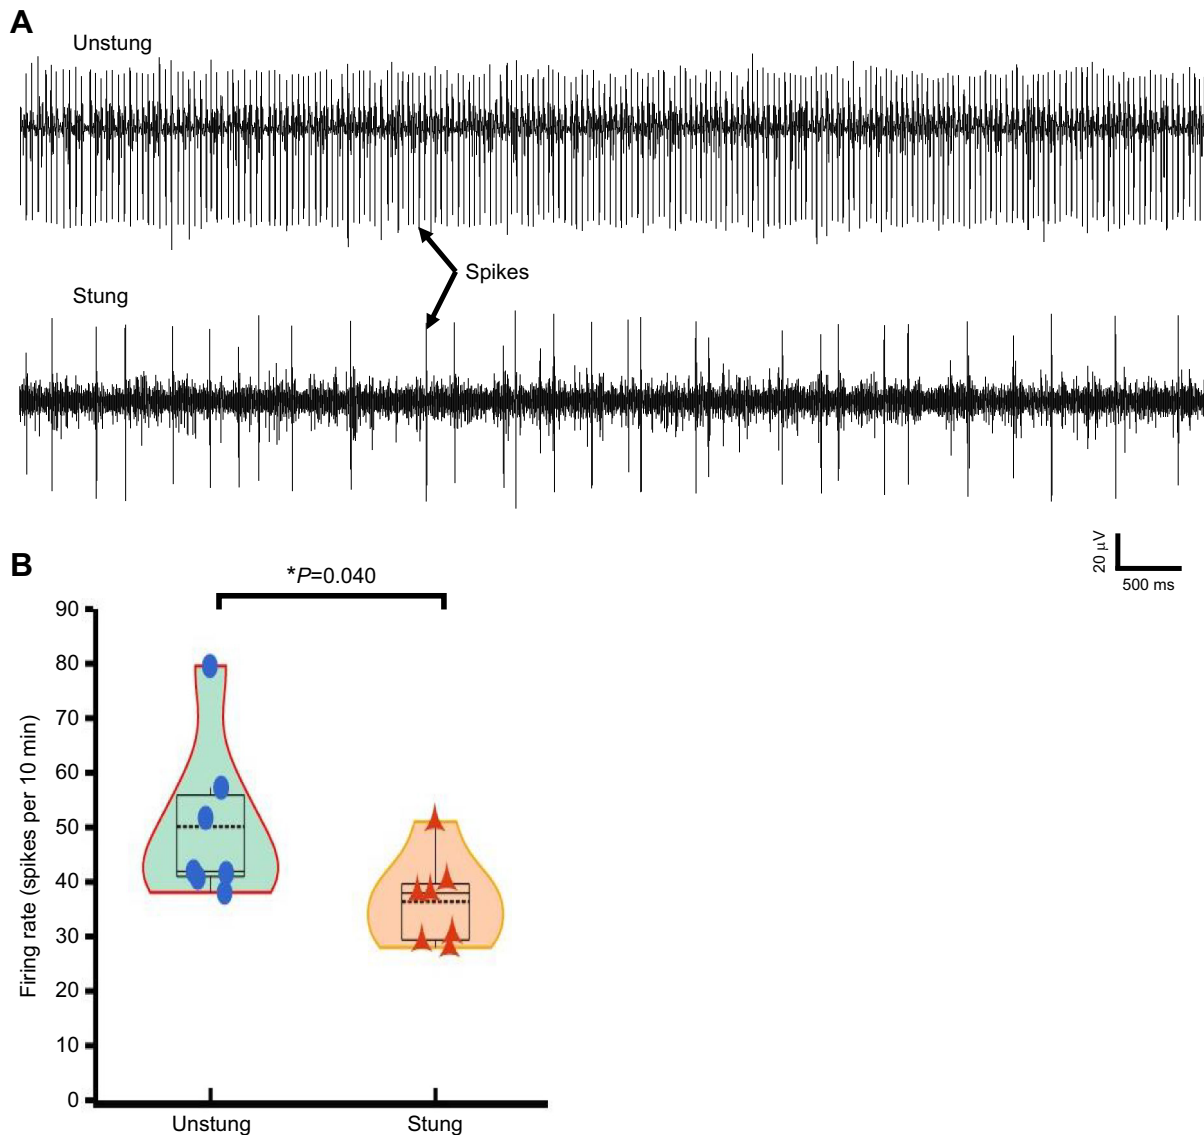 A
Unstung
Spikes
Stung
20 μV
500 ms
B
*P=0.040
Firing rate (spikes per 10 min)
90
80
70
60
50
40
30
20
10
0
Unstung
Stung